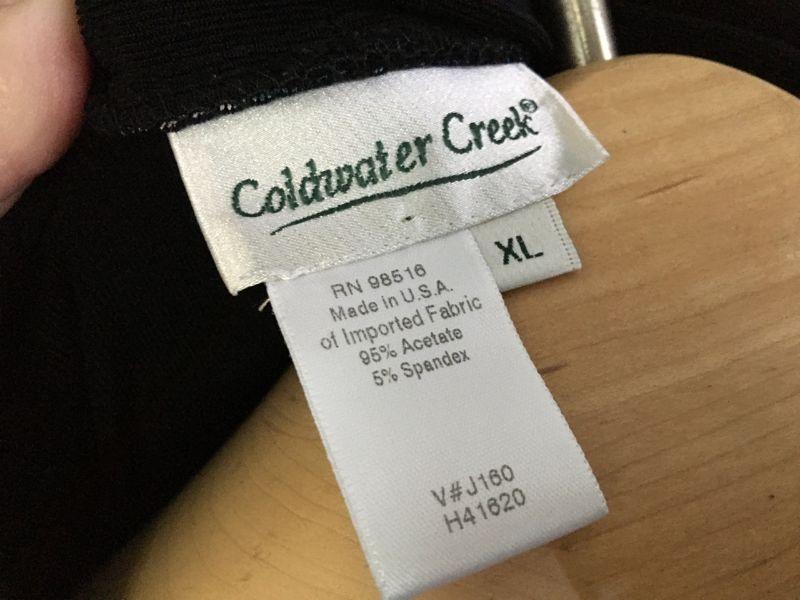 Coldwater Creek®
XL
RN 98516
Made in U.S.A.
of Imported Fabric
95% Acetate
5% Spandex
V#J160
H41620